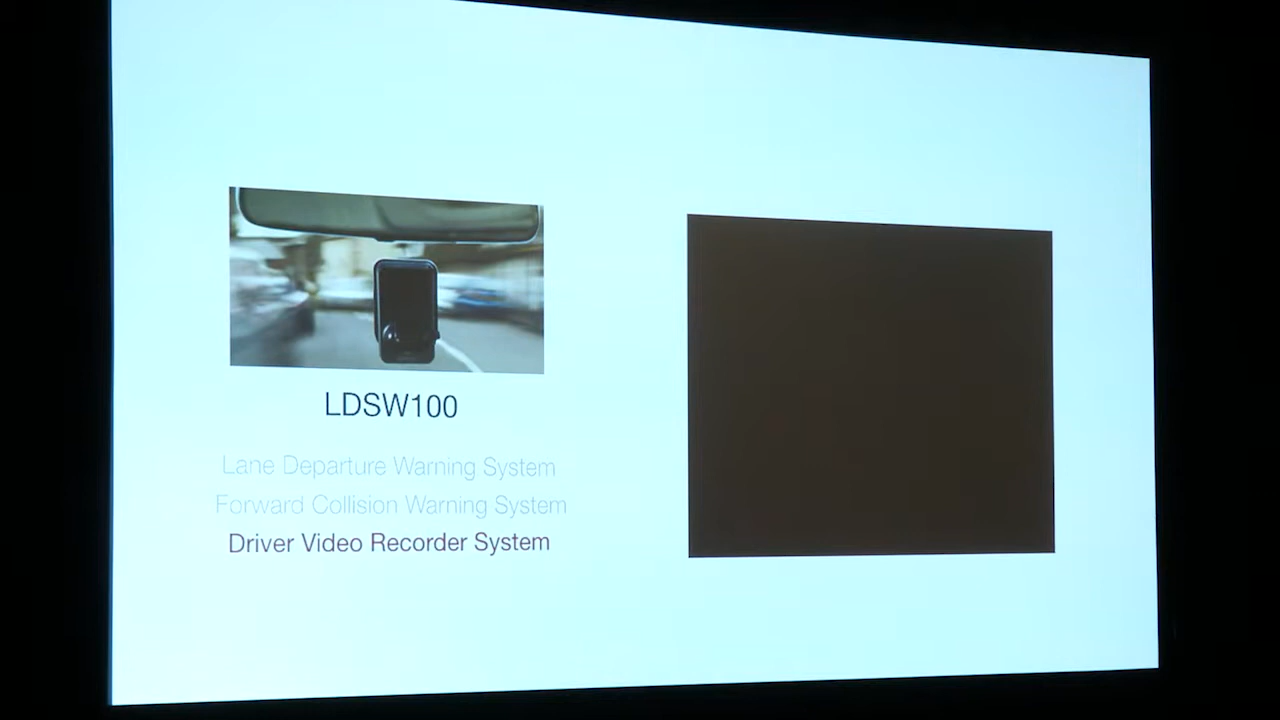 LDSW100
Lane Departure Warning System
Forward Collision Warning System
Driver Video Recorder System